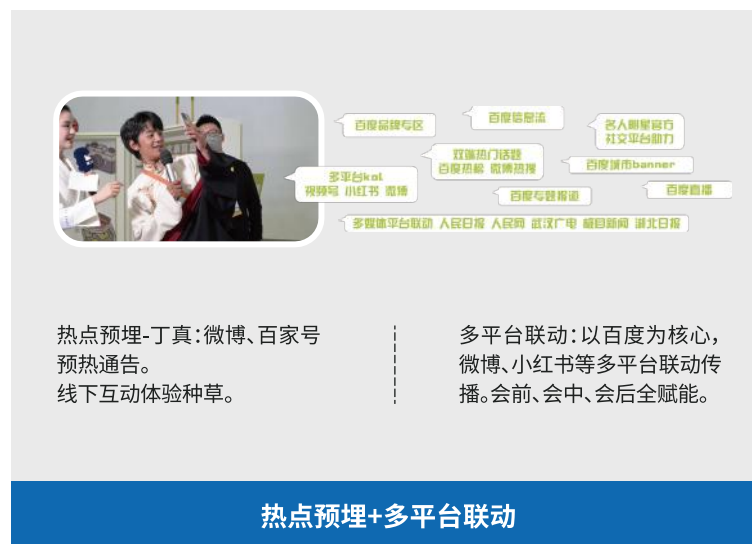 百度品牌专区
百度信息流
名人明星官方
社交平台助力
双端热门话题
百度热榜 微博热搜
百度城市banner
多平台kol
视频号 小红书 微博
百度专题报道
百度直播
多媒体平台联动 人民日报 人民网 武汉广电 极目新闻 湖北日报
热点预埋-丁真:微博、百家号
预热通告。
线下互动体验种草。
多平台联动:以百度为核心,
微博、小红书等多平台联动传
播。会前、会中、会后全赋能。
热点预埋+多平台联动